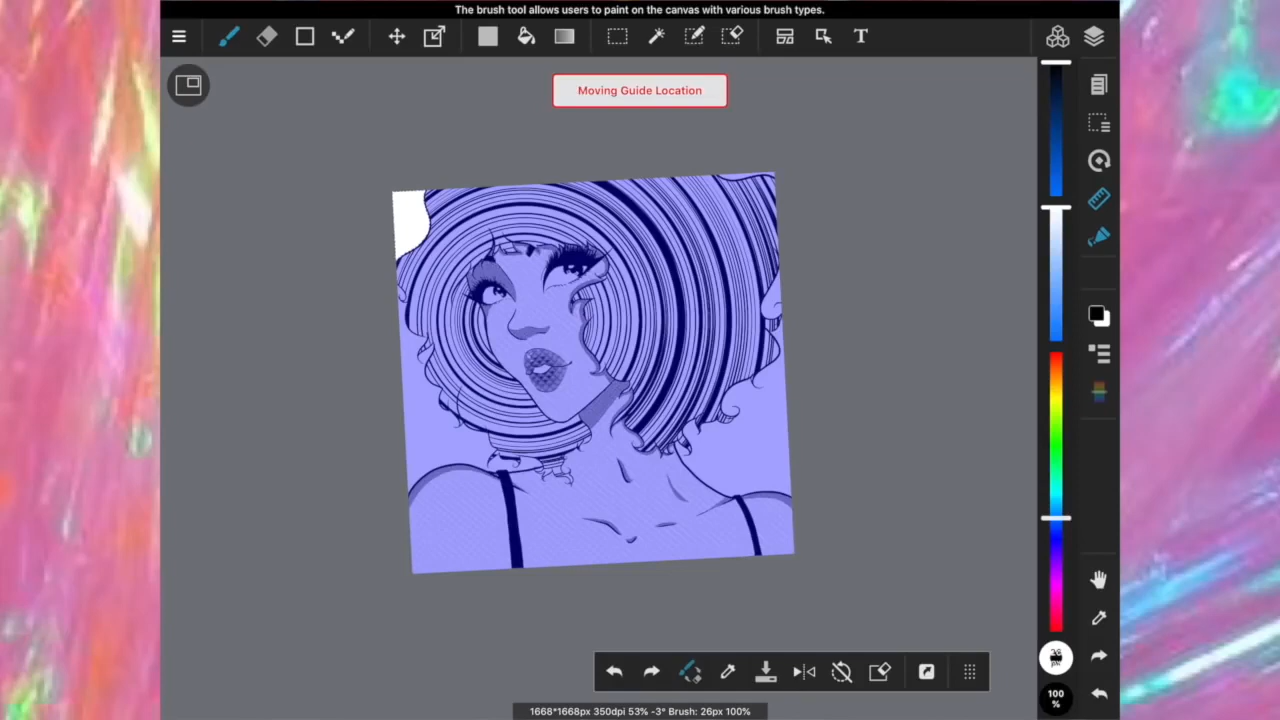 The brush tool allows users to paint on the canvas with various brush types.
T
Moving Guide Location
100
%
1668*1668px 350dpi 53% -3° Brush: 26px 100%